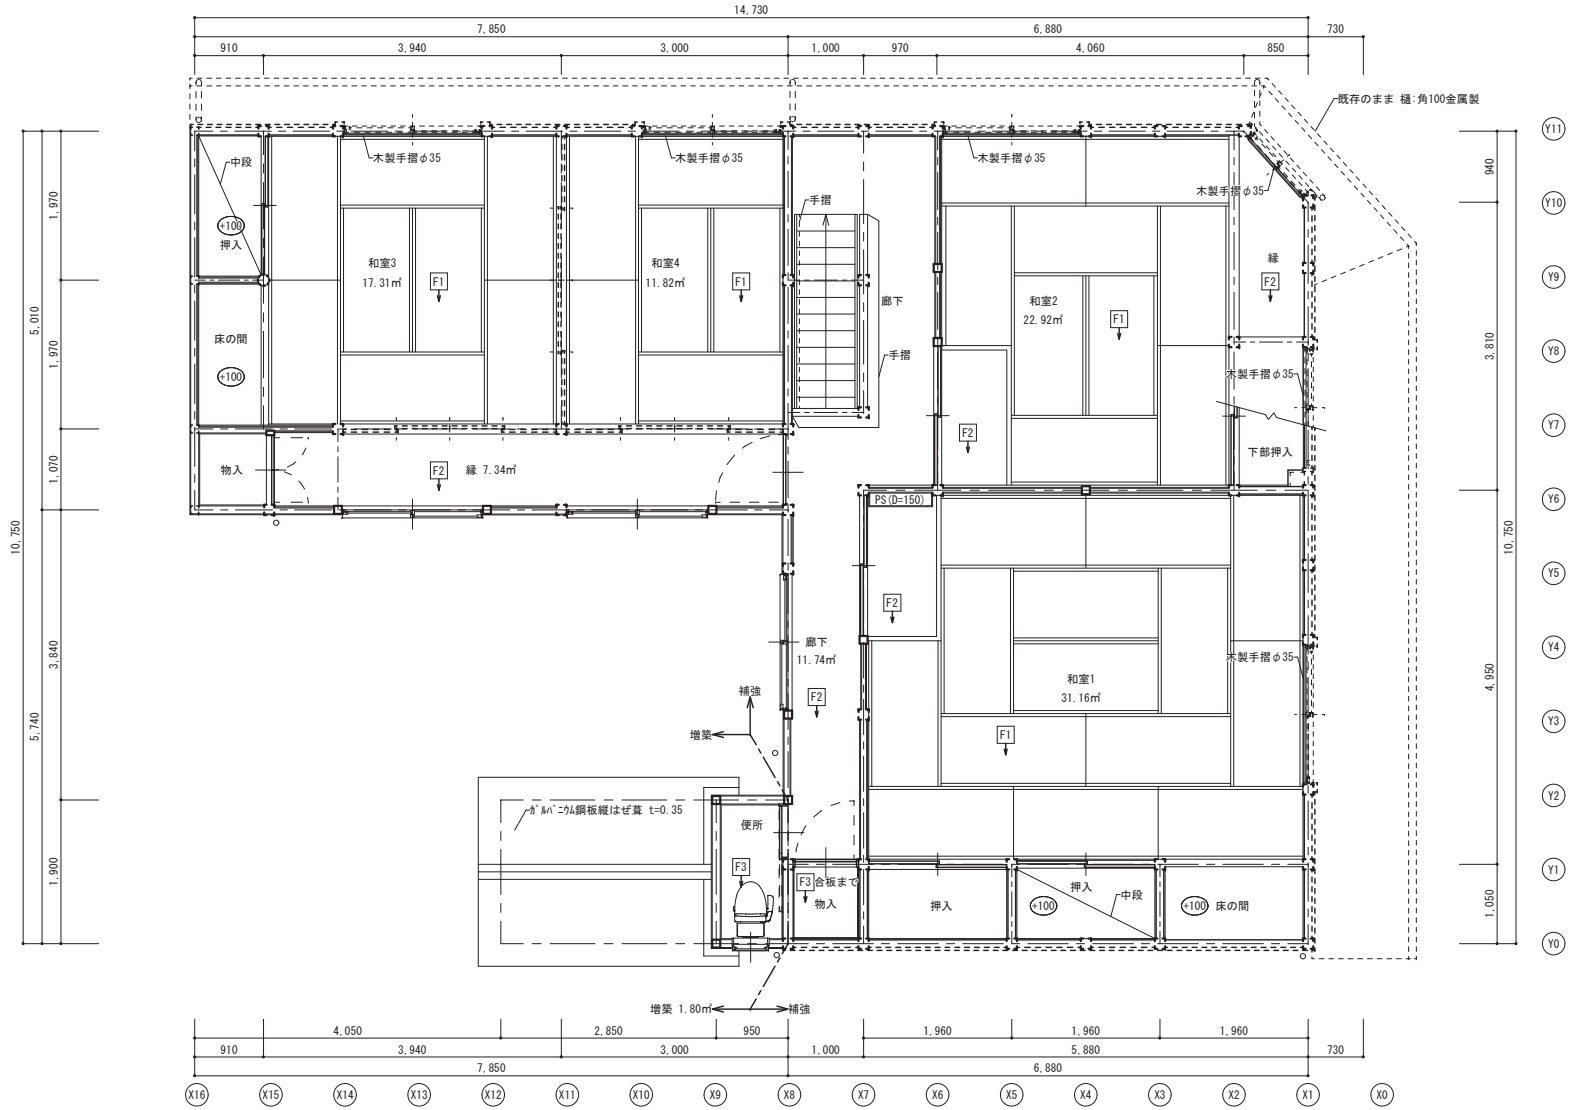 14,730
7,850
6,880
730
910
3,940
3,000
1,000
970
4,060
850
既存のまま 樋:角100金属製
木製手摺φ35
木製手摺φ35
木製手摺φ35
木製手摺φ35
中段
+100
押入
手摺
和室3
17.31㎡
F1
和室4
11.82㎡
F1
廊下
和室2
22.92㎡
F1
縁
F2
床の間
+100
手摺
木製手摺φ35
F2
下部押入
物入
F2
縁 7.34㎡
PS(D=150)
F2
廊下
11.74㎡
F2
木製手摺φ35
和室1
31.16㎡
F1
補強
増築
ガルバニウム鋼板縦はぜ葺 t=0.35
便所
F3
F3
合板まで
物入
押入
押入
+100
中段
+100
床の間
増築 1.80㎡
補強
10,750
5,010
5,740
1,970
1,970
1,070
3,840
1,900
940
3,810
4,950
1,050
10,750
Y11
Y10
Y9
Y8
Y7
Y6
Y5
Y4
Y3
Y2
Y1
Y0
4,050
2,850
950
1,960
1,960
1,960
910
3,940
3,000
1,000
5,880
730
7,850
6,880
X16
X15
X14
X13
X12
X11
X10
X9
X8
X7
X6
X5
X4
X3
X2
X1
X0